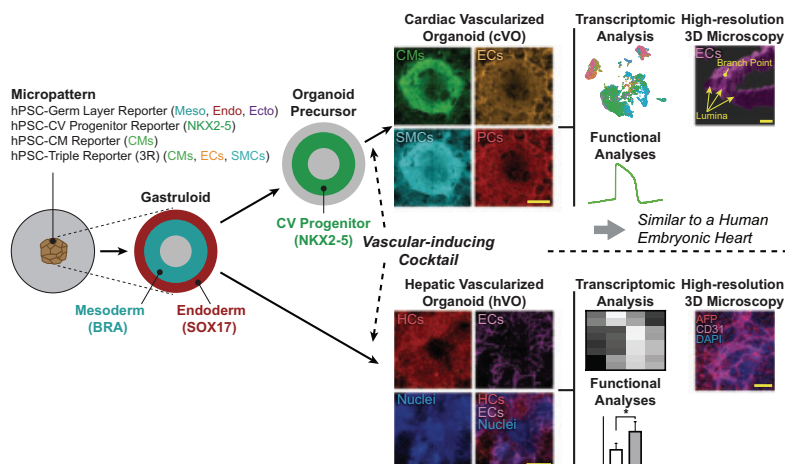 Micropattern
hPSC-Germ Layer Reporter (Meso, Endo, Ecto)
hPSC-CV Progenitor Reporter (NKX2-5)
hPSC-CM Reporter (CMs)
hPSC-Triple Reporter (3R) (CMs, ECs, SMCs)
Gastruloid
Mesoderm
(BRA)
Endoderm
(SOX17)
Organoid
Precursor
CV Progenitor
(NKX2-5)
Vascular-inducing
Cocktail
Cardiac Vascularized
Organoid (cVO)
CMs
ECs
SMCs
PCs
Transcriptomic
Analysis
Functional
Analyses
High-resolution
3D Microscopy
ECs
Branch Point
Lumina
Similar to a Human
Embryonic Heart
Hepatic Vascularized
Organoid (hVO)
HCs
ECs
Nuclei
HCs
ECs
Nuclei
Transcriptomic
Analysis
Functional
Analyses
*
High-resolution
3D Microscopy
AFP
CD31
DAPI